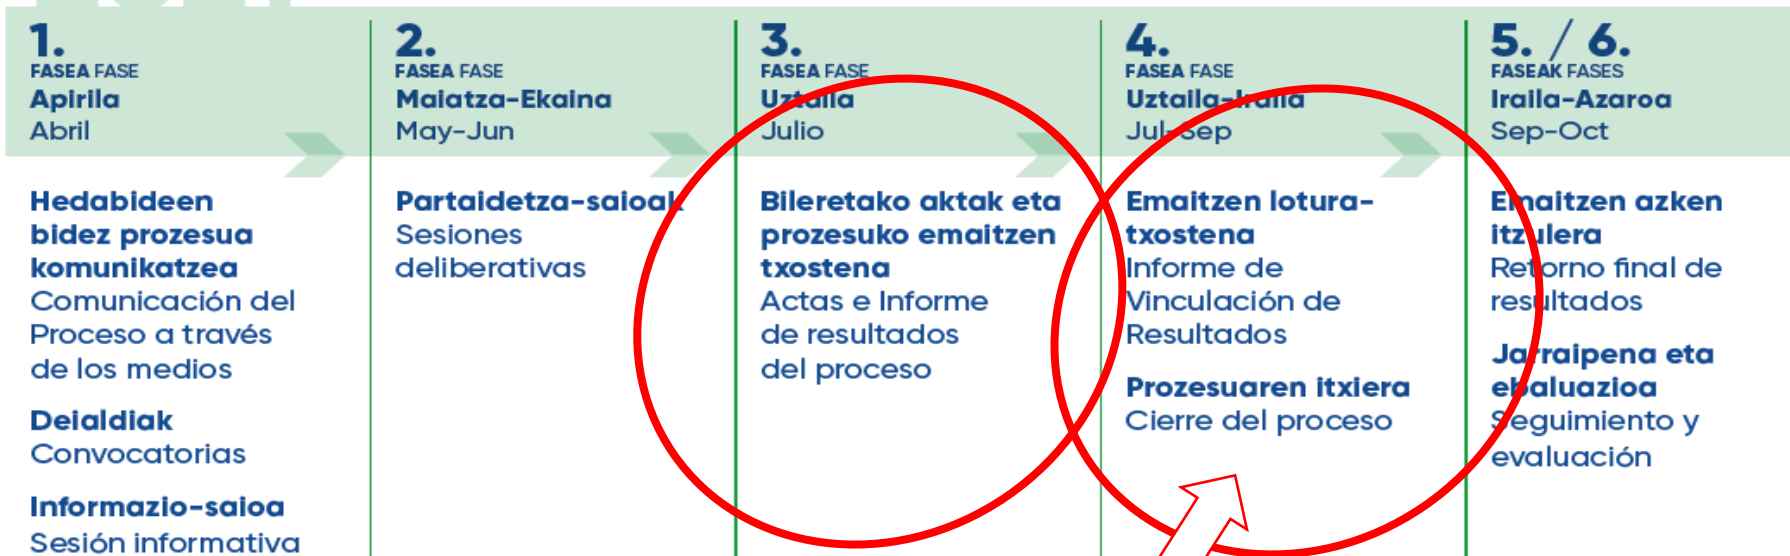 1.
FASEA FASE
Apirila
Abril
Hedabideen
bidez prozesua
komunikatzea
Comunicación del
Proceso a través
de los medios
Deialdiak
Convocatorias
Informazio-saioa
Sesión informativa
2.
FASEA FASE
Maiatza-Ekaina
May-Jun
Partaidetza-saioak
Sesiones
deliberativas
3.
FASEA FASE
Uztaila
Julio
Bileretako aktak eta
prozesuko emaitzen
txostena
Actas e Informe
de resultados
del proceso
4.
FASEA FASE
Uztaila-Iraila
Jul-Sep
Emaitzen lotura-
txostena
Informe de
Vinculación de
Resultados
Prozesuaren itxiera
Cierre del proceso
5. / 6.
FASEAK FASES
Iraila-Azaroa
Sep-Oct
Emaitzen azken
itzulera
Retorno final de
resultados
Jarraipena eta
ebaluazioa
Seguimiento y
evaluación